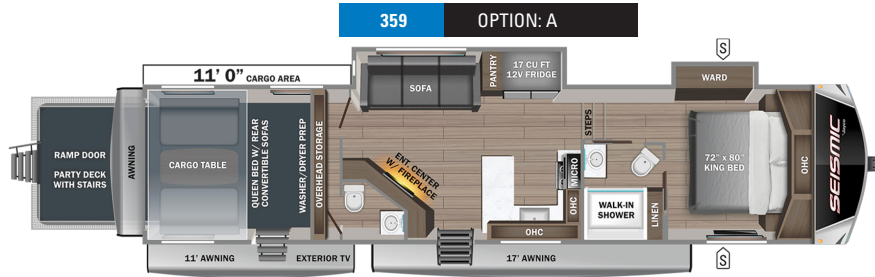 359
OPTION: A
11' 0" CARGO AREA
RAMP DOOR
PARTY DECK
WITH STAIRS
AWNING
CARGO TABLE
QUEEN BED W/ REAR
CONVERTIBLE SOFAS
WASHER/DRYER PREP
OVERHEAD STORAGE
SOFA
PANTRY
17 CU FT
12V FRIDGE
ENT. CENTER
W/ FIREPLACE
STEPS
MICRO
OHC
OHC
WALK-IN
SHOWER
LINEN
S
WARD
72" x 80"
KING BED
OHC
SEISMIC
S
11' AWNING
EXTERIOR TV
17' AWNING